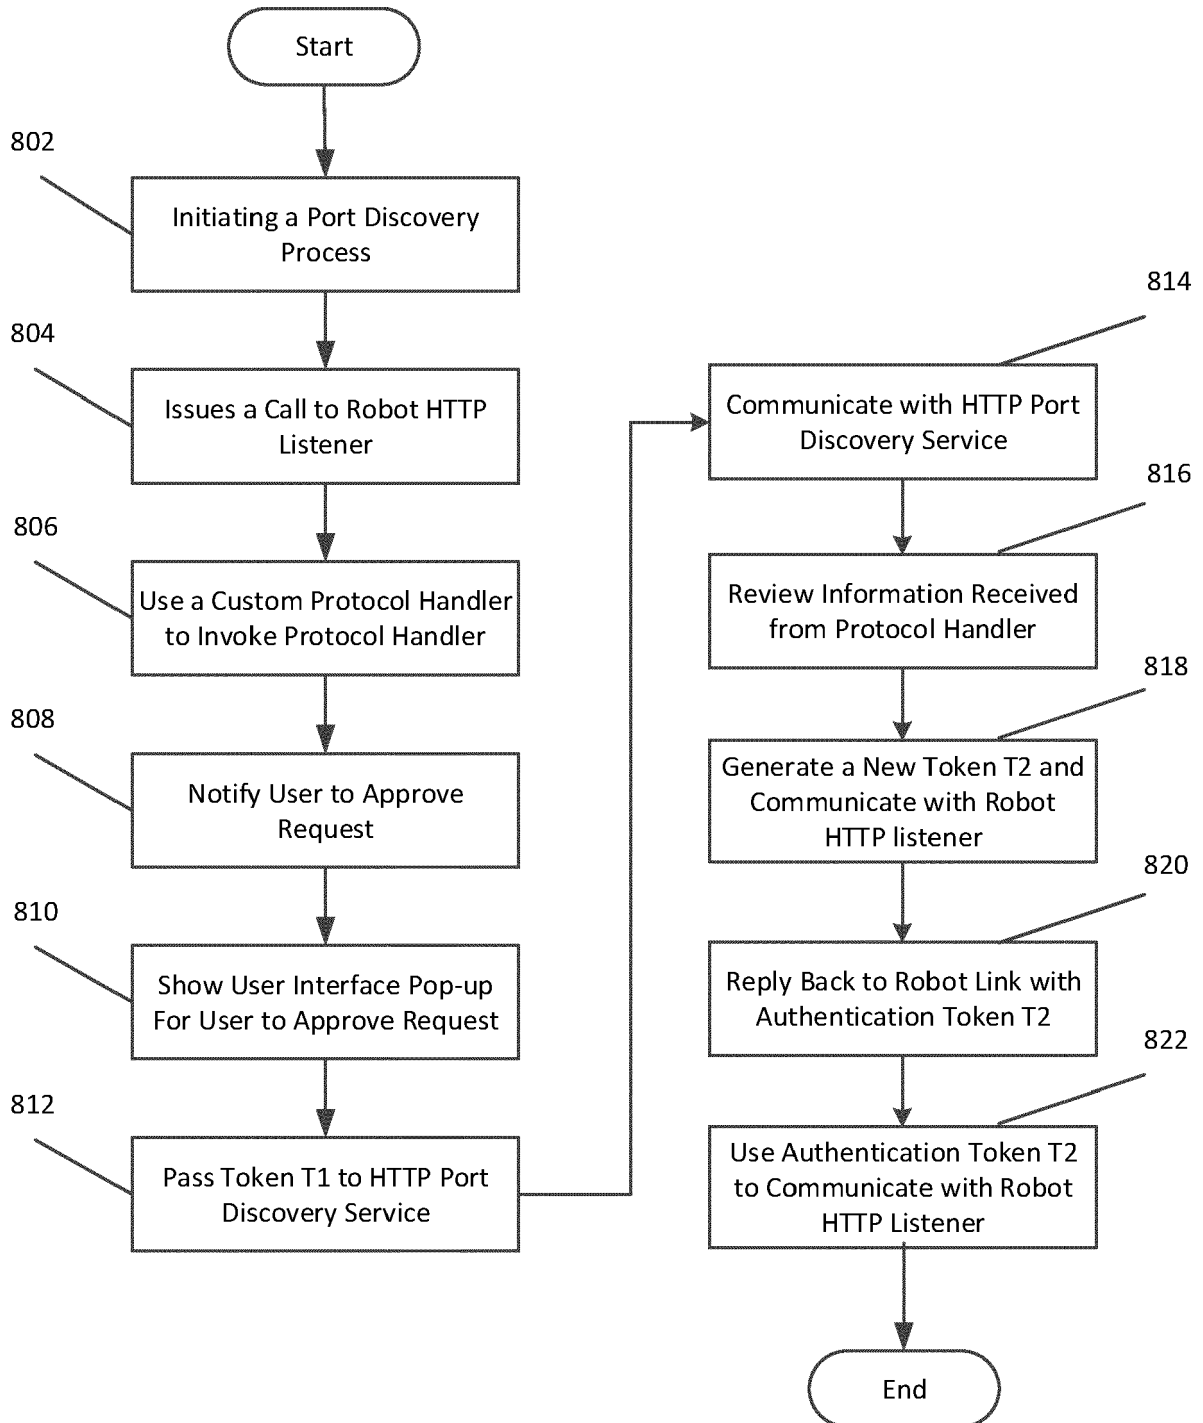 Start
802
Initiating a Port Discovery
Process
804
Issues a Call to Robot HTTP
Listener
806
Use a Custom Protocol Handler
to Invoke Protocol Handler
808
Notify User to Approve
Request
810
Show User Interface Pop-up
For User to Approve Request
812
Pass Token T1 to HTTP Port
Discovery Service
814
Communicate with HTTP Port
Discovery Service
816
Review Information Received
from Protocol Handler
818
Generate a New Token T2 and
Communicate with Robot
HTTP listener
820
Reply Back to Robot Link with
Authentication Token T2
822
Use Authentication Token T2
to Communicate with Robot
HTTP Listener
End